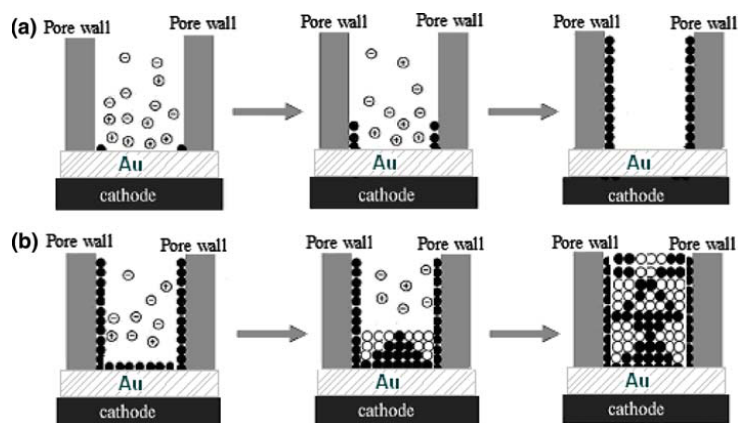 (a) Pore wall Pore wall Pore wall Pore wall Pore wall Pore wall
Au Au Au
cathode cathode cathode
(b) Pore wall Pore wall Pore wall Pore wall Pore wall Pore wall
Au Au Au
cathode cathode cathode